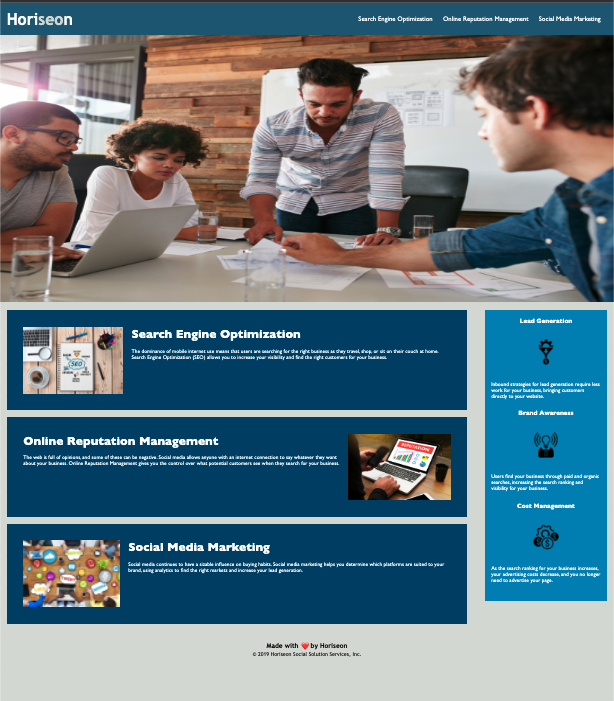 Horiseon
Search Engine Optimization
Online Reputation Management
Social Media Marketing
SEO
Search Engine Optimization
The dominance of mobile internet use means that users are searching for the right business as they travel, shop, or sit on their couch at home.
Search Engine Optimization (SEO) allows you to increase your visibility and find the right customers for your business.
Online Reputation Management
The web is full of opinions, and some of these can be negative. Social media allows anyone with an internet connection to say whatever they want
about your business. Online Reputation Management gives you the control over what potential customers see when they search for your business.
REPUTATION
Social Media Marketing
Social media continues to have a sizable influence on buying habits. Social media marketing helps you determine which platforms are suited to your
brand, using analytics to find the right markets and increase your lead generation.
Lead Generation
Inbound strategies for lead generation require less
work for your business, bringing customers
directly to your website.
Brand Awareness
Users find your business through paid and organic
searches, increasing the search ranking and
visibility for your business.
Cost Management
As the search ranking for your business increases,
your advertising costs decrease, and you no longer
need to advertise your page.
Made with ❤️ by Horiseon
© 2019 Horiseon Social Solution Services, Inc.